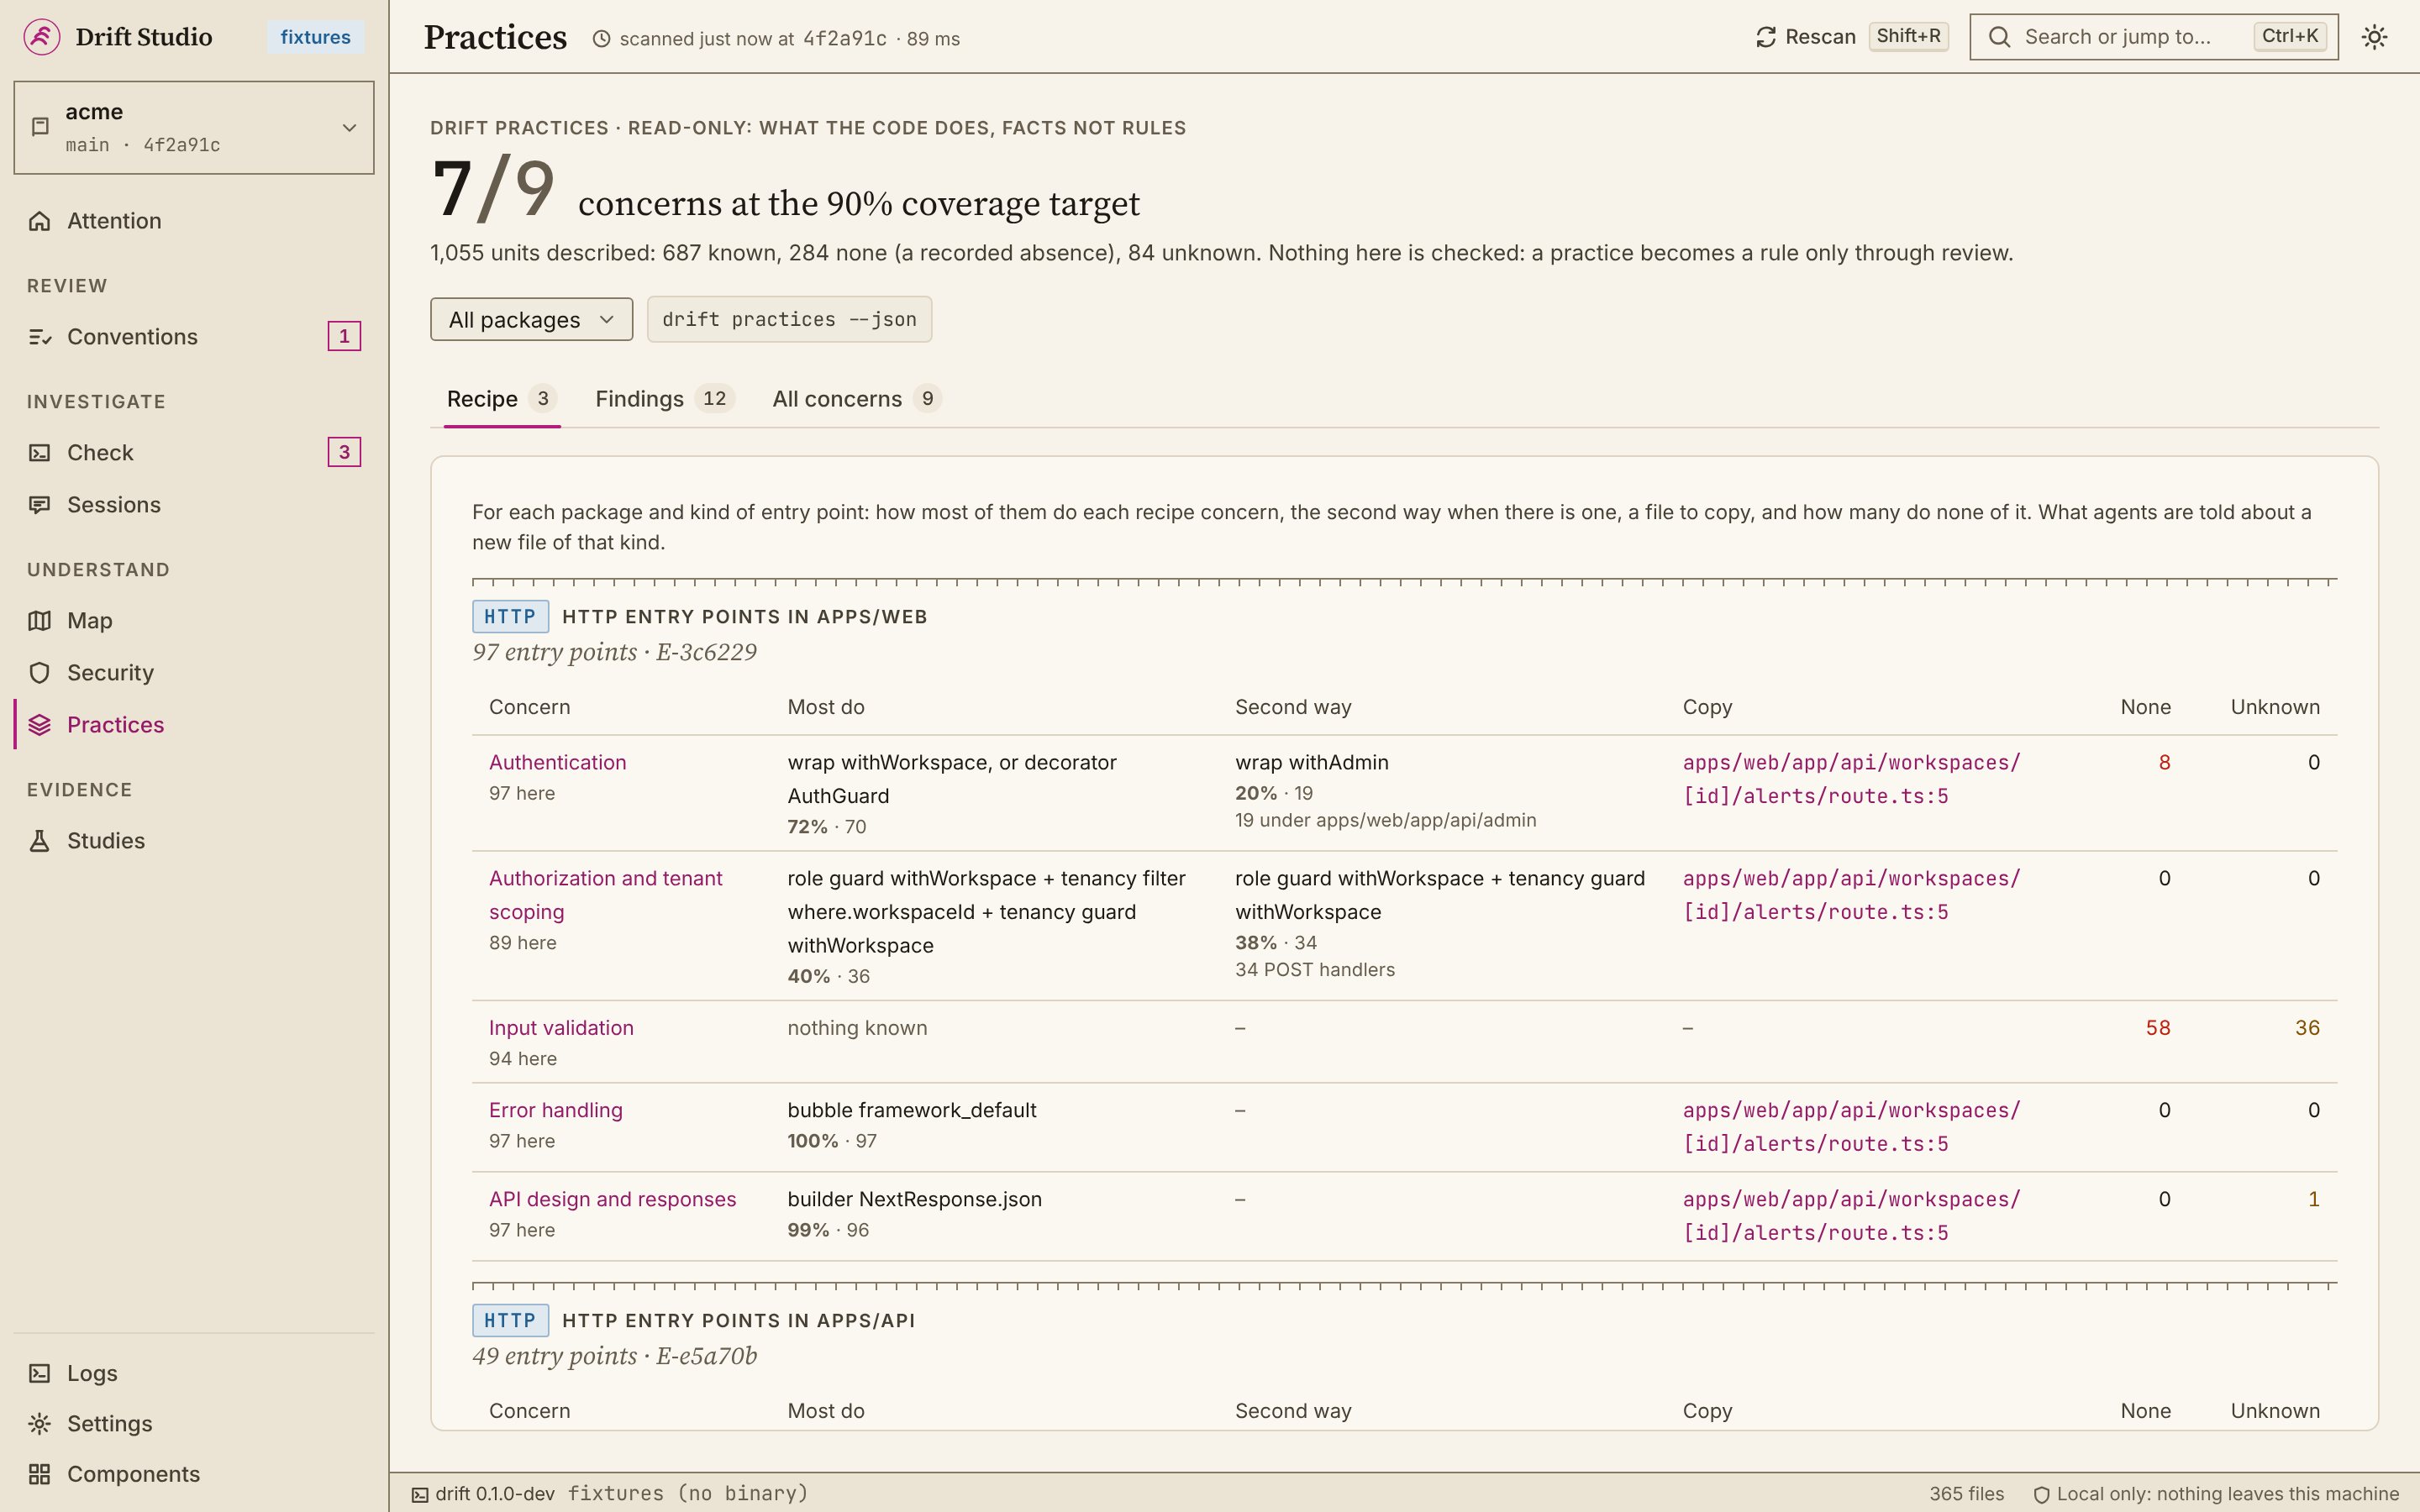 Drift Studio
fixtures
acme
main · 4f2a91c
Attention
REVIEW
Conventions
1
INVESTIGATE
Check
3
Sessions
UNDERSTAND
Map
Security
Practices
EVIDENCE
Studies
Logs
Settings
Components
Practices
scanned just now at 4f2a91c · 89 ms
Rescan
Shift+R
Search or jump to...
Ctrl+K
DRIFT PRACTICES · READ-ONLY: WHAT THE CODE DOES, FACTS NOT RULES
7/9 concerns at the 90% coverage target
1,055 units described: 687 known, 284 none (a recorded absence), 84 unknown. Nothing here is checked: a practice becomes a rule only through review.
All packages
drift practices --json
Recipe 3
Findings 12
All concerns 9
For each package and kind of entry point: how most of them do each recipe concern, the second way when there is one, a file to copy, and how many do none of it. What agents are told about a
new file of that kind.
HTTP HTTP ENTRY POINTS IN APPS/WEB
97 entry points · E-3c6229
Concern
Most do
Second way
Copy
None
Unknown
Authentication
97 here
wrap withWorkspace, or decorator
AuthGuard
72% · 70
wrap withAdmin
20% · 19
19 under apps/web/app/api/admin
apps/web/app/api/workspaces/
[id]/alerts/route.ts:5
8
0
Authorization and tenant
scoping
89 here
role guard withWorkspace + tenancy filter
where.workspaceId + tenancy guard
withWorkspace
40% · 36
role guard withWorkspace + tenancy guard
withWorkspace
38% · 34
34 POST handlers
apps/web/app/api/workspaces/
[id]/alerts/route.ts:5
0
0
Input validation
94 here
nothing known
–
–
58
36
Error handling
97 here
bubble framework_default
100% · 97
–
apps/web/app/api/workspaces/
[id]/alerts/route.ts:5
0
0
API design and responses
97 here
builder NextResponse.json
99% · 96
–
apps/web/app/api/workspaces/
[id]/alerts/route.ts:5
0
1
HTTP HTTP ENTRY POINTS IN APPS/API
49 entry points · E-e5a70b
Concern
Most do
Second way
Copy
None
Unknown
drift 0.1.0-dev fixtures (no binary)
365 files
Local only: nothing leaves this machine